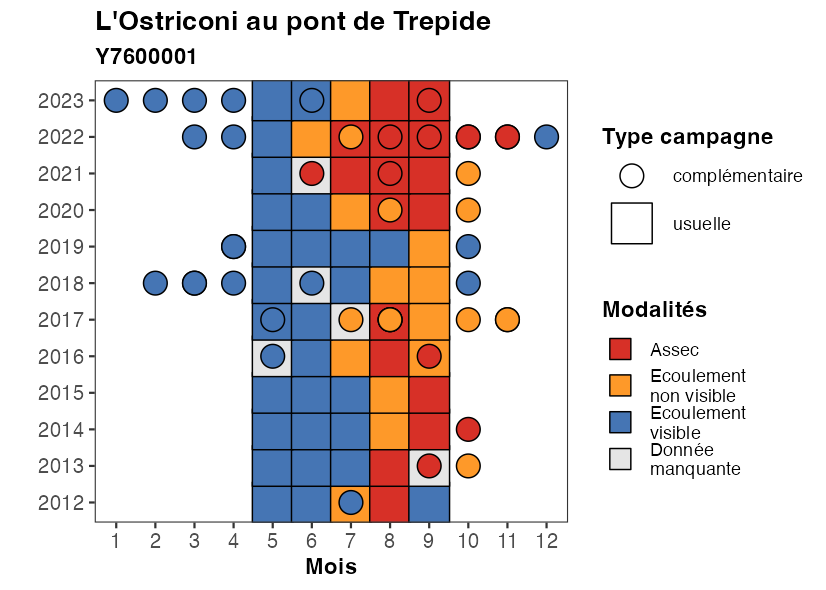 L'Ostriconi au pont de Trepide
Y7600001
2023
2022
2021
2020
2019
2018
2017
2016
2015
2014
2013
2012
1 2 3 4 5 6 7 8 9 10 11 12
Mois
Type campagne
complémentaire
usuelle
Modalités
Assec
Ecoulement
non visible
Ecoulement
visible
Donnée
manquante